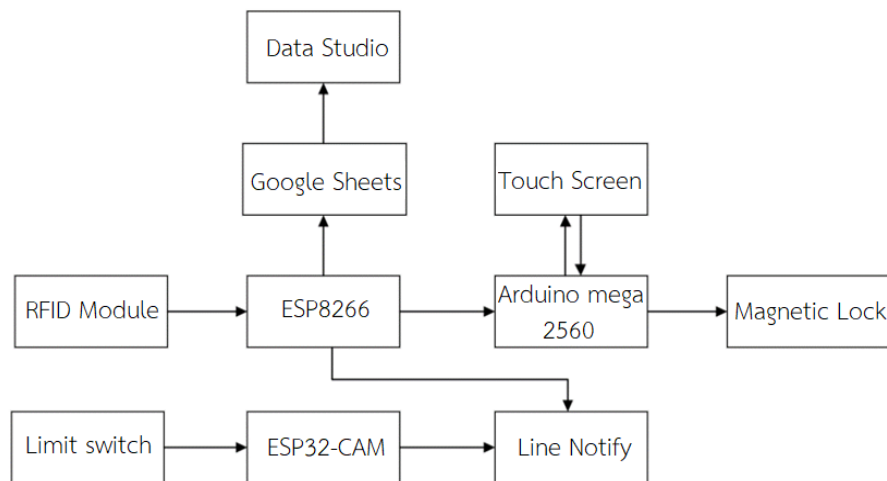 Data Studio
Google Sheets
Touch Screen
RFID Module
ESP8266
Arduino mega
2560
Magnetic Lock
Limit switch
ESP32-CAM
Line Notify